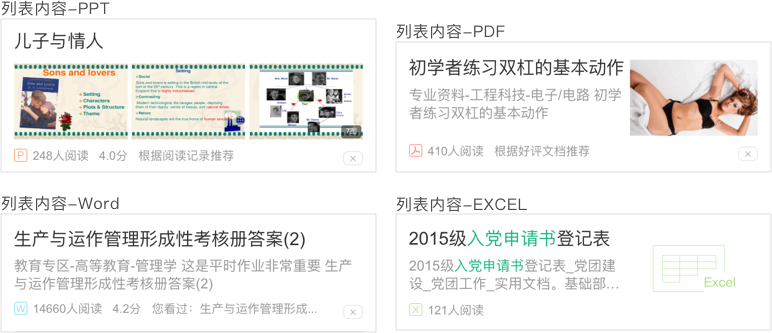 列表内容-PPT
儿子与情人
Sons and lovers
Setting
Characters
Plots & Structure
Theme
Setting
Social
Contrasting
Nature
7图
P 248人阅读 4.0分 根据阅读记录推荐
列表内容-PDF
初学者练习双杠的基本动作
专业资料-工程科技-电子/电路 初学
者练习双杠的基本动作
410人阅读 根据好评文档推荐
列表内容-Word
生产与运作管理形成性考核册答案(2)
教育专区-高等教育-管理学 这是平时作业非常重要 生产
与运作管理形成性考核册答案(2)
W 14660人阅读 4.2分 您看过：生产与运作管理形成...
列表内容-EXCEL
2015级入党申请书登记表
2015级入党申请书登记表_党团建
设_党团工作_实用文档。基础部...
Excel
X 121人阅读